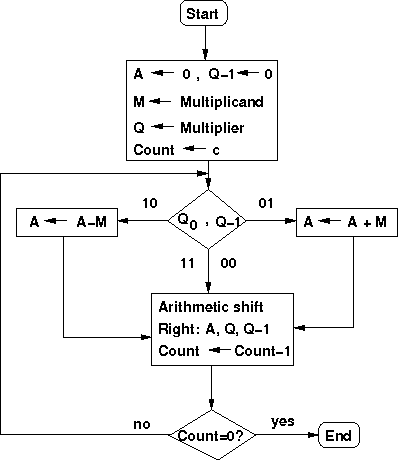 Start
A ← 0 , Q−1 ← 0
M ← Multiplicand
Q ← Multiplier
Count ← c
10
Q0 , Q−1
01
A ← A−M
A ← A + M
11
00
Arithmetic shift
Right: A, Q, Q−1
Count ← Count−1
no
Count=0?
yes
End